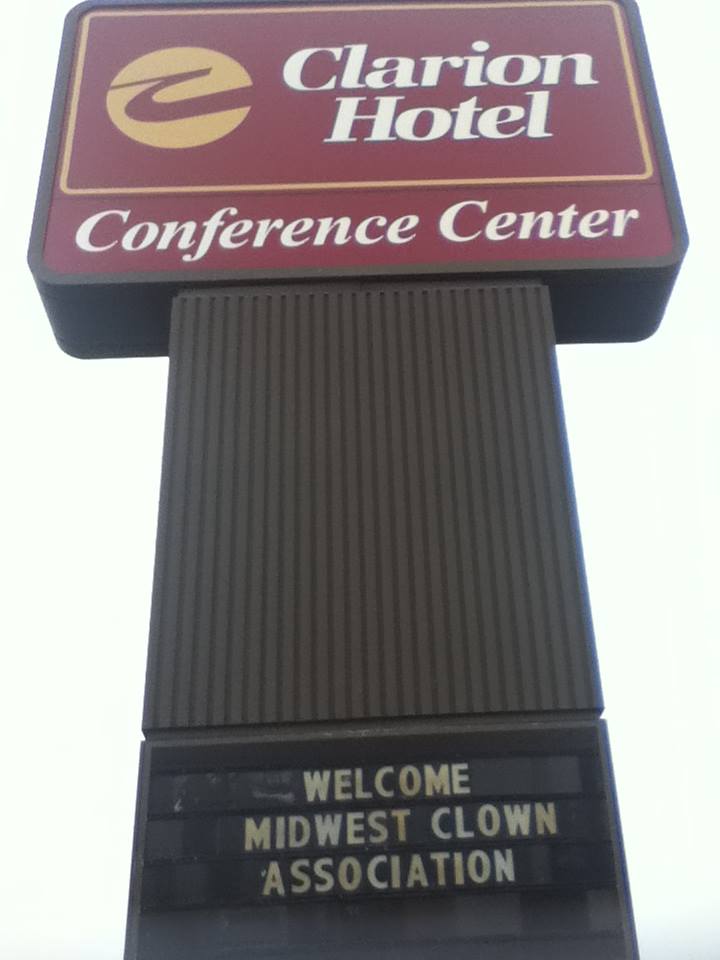 Clarion
Hotel
Conference Center
WELCOME
MIDWEST CLOWN
ASSOCIATION